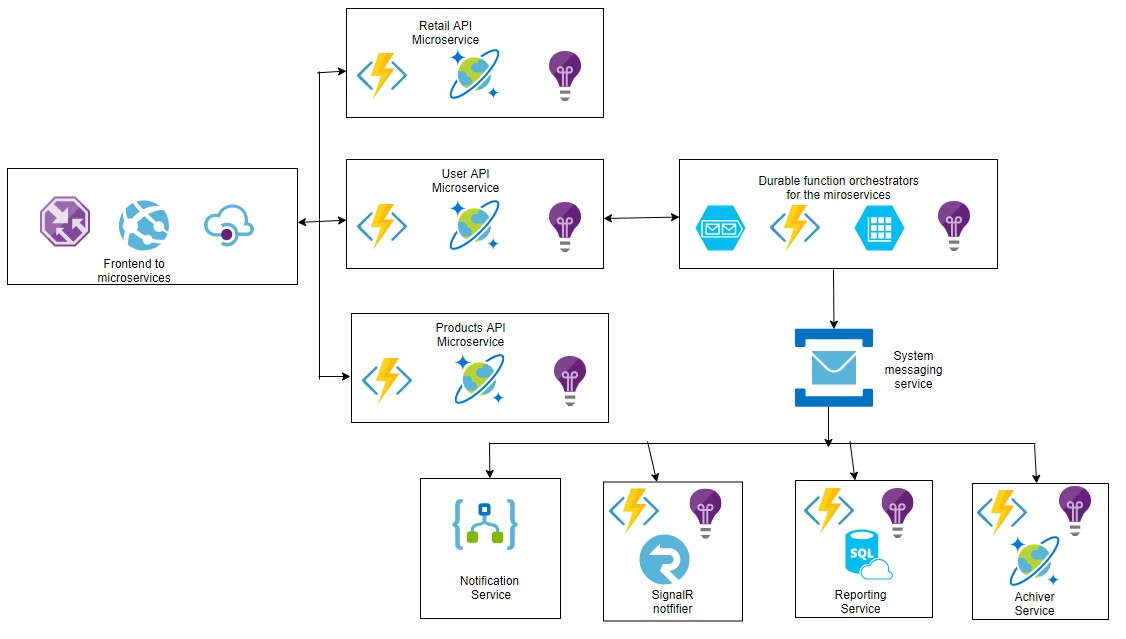 Retail API
Microservice
User API
Microservice
Durable function orchestrators
for the miroservices
Frontend to
microservices
Products API
Microservice
System
messaging
service
Notification
Service
SignalR
notfifier
SQL
Reporting
Service
Achiver
Service